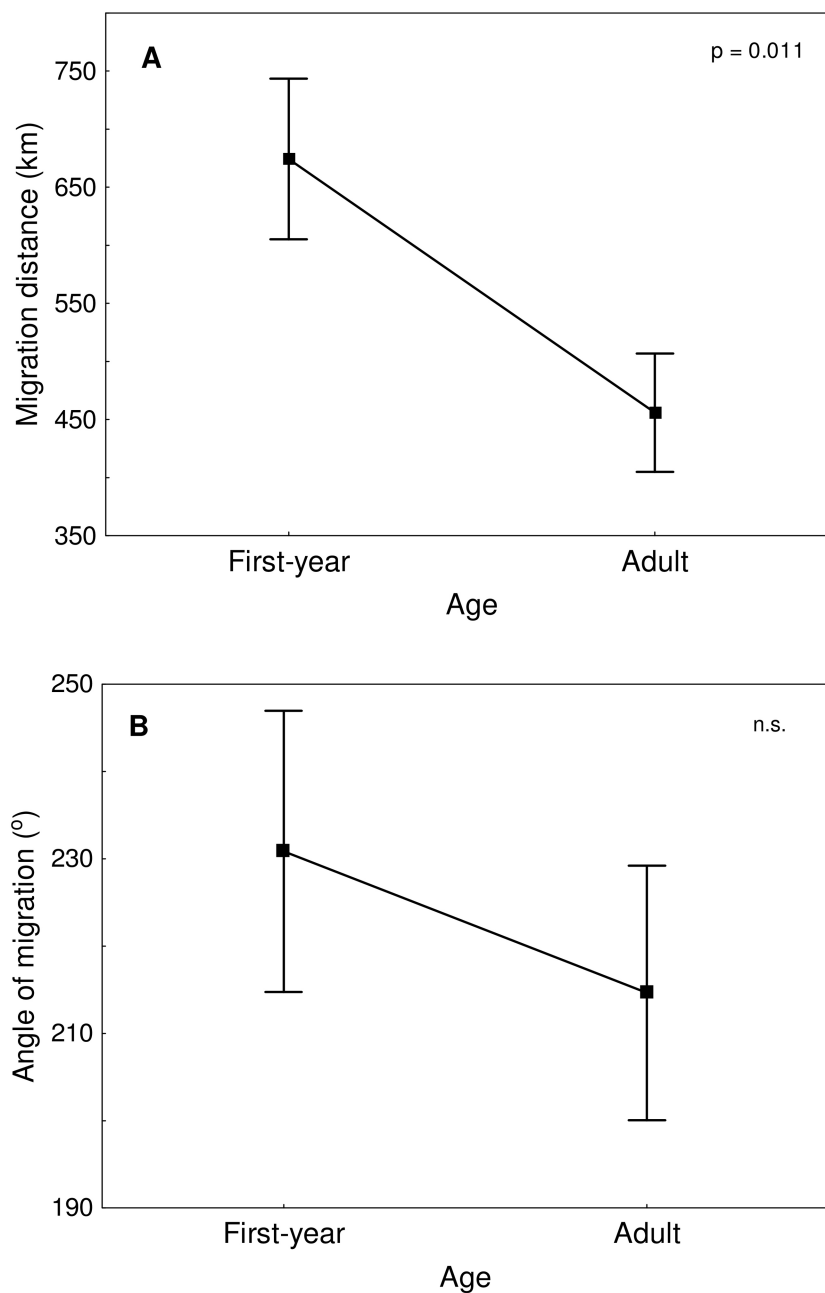 A
p = 0.011
750
650
550
450
350
Migration distance (km)
First-year
Adult
Age
B
n.s.
250
230
210
190
Angle of migration (º)
First-year
Adult
Age